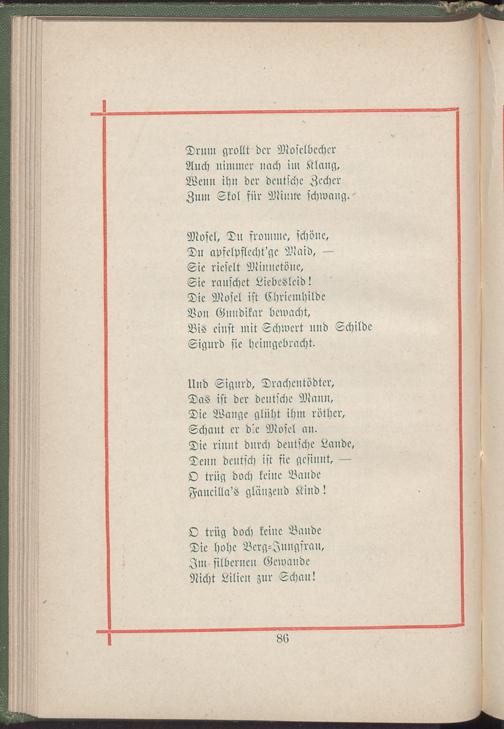 Drum grollt der Moselbecher
Auch nimmer nach im Klang,
Wenn ihn der deutsche Zecher
Zum Skol für Minne schwang.

Mosel, Du fromme, schöne,
Du apfelpflecht'ge Maid, —
Sie rieselt Minnetöne,
Sie rauschet Liebesleid!
Die Mosel ist Chriemhilde
Von Gundikar bewacht,
Bis einst mit Schwert und Schilde
Sigurd sie heimgebracht.

Und Sigurd, Drachentödter,
Das ist der deutsche Mann,
Die Wange glüht ihm röther,
Schaut er die Mosel an.
Die rinnt durch deutsche Lande,
Denn deutsch ist sie gesinnt, —
O trüg doch keine Bande
Fancilla's glänzend Kind!

O trüg doch keine Bande
Die hohe Berg-Jungfrau,
Im silbernen Gewande
Nicht Lilien zur Schau!

86